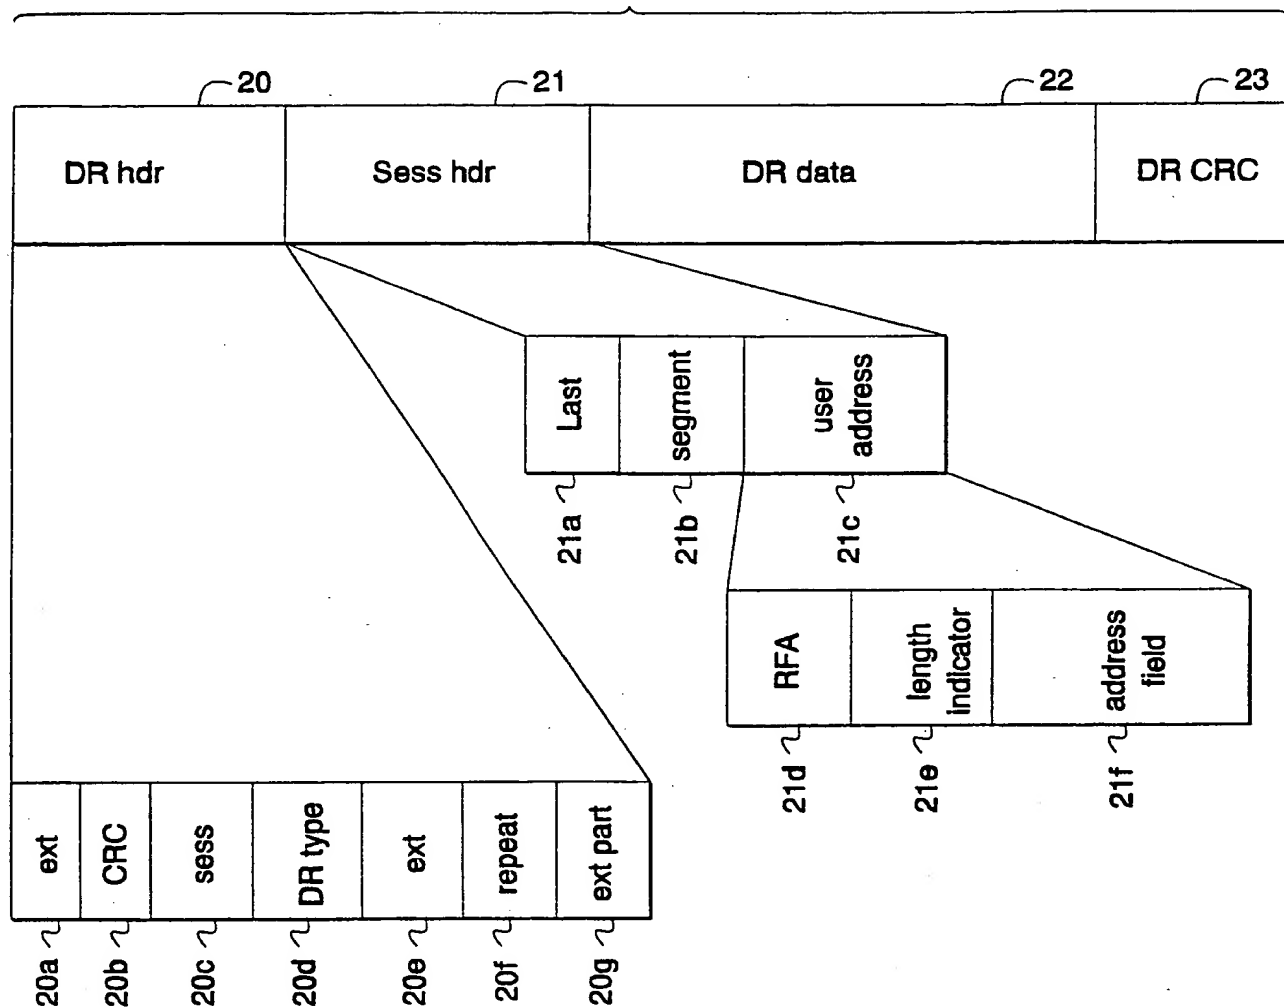 20
21
22
23
DR hdr
Sess hdr
DR data
DR CRC
Last
segment
user
address
21a
21b
21c
RFA
length
indicator
address
field
21d
21e
21f
ext
CRC
sess
DR type
ext
repeat
ext part
20a
20b
20c
20d
20e
20f
20g